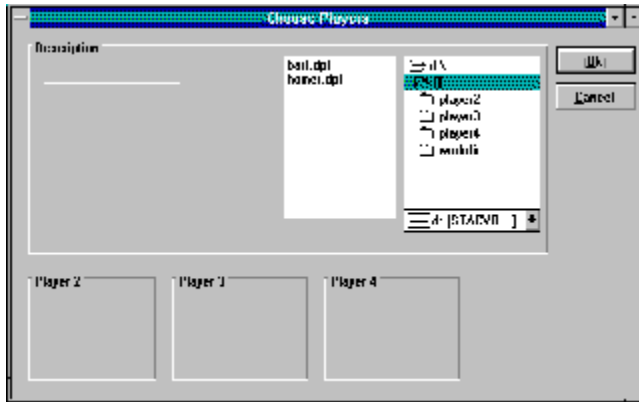 Choose Players
Description
bart.dpl
homer.dpl
d:\
player2
player3
player4
Ok
Cancel
Player 2
Player 3
Player 4